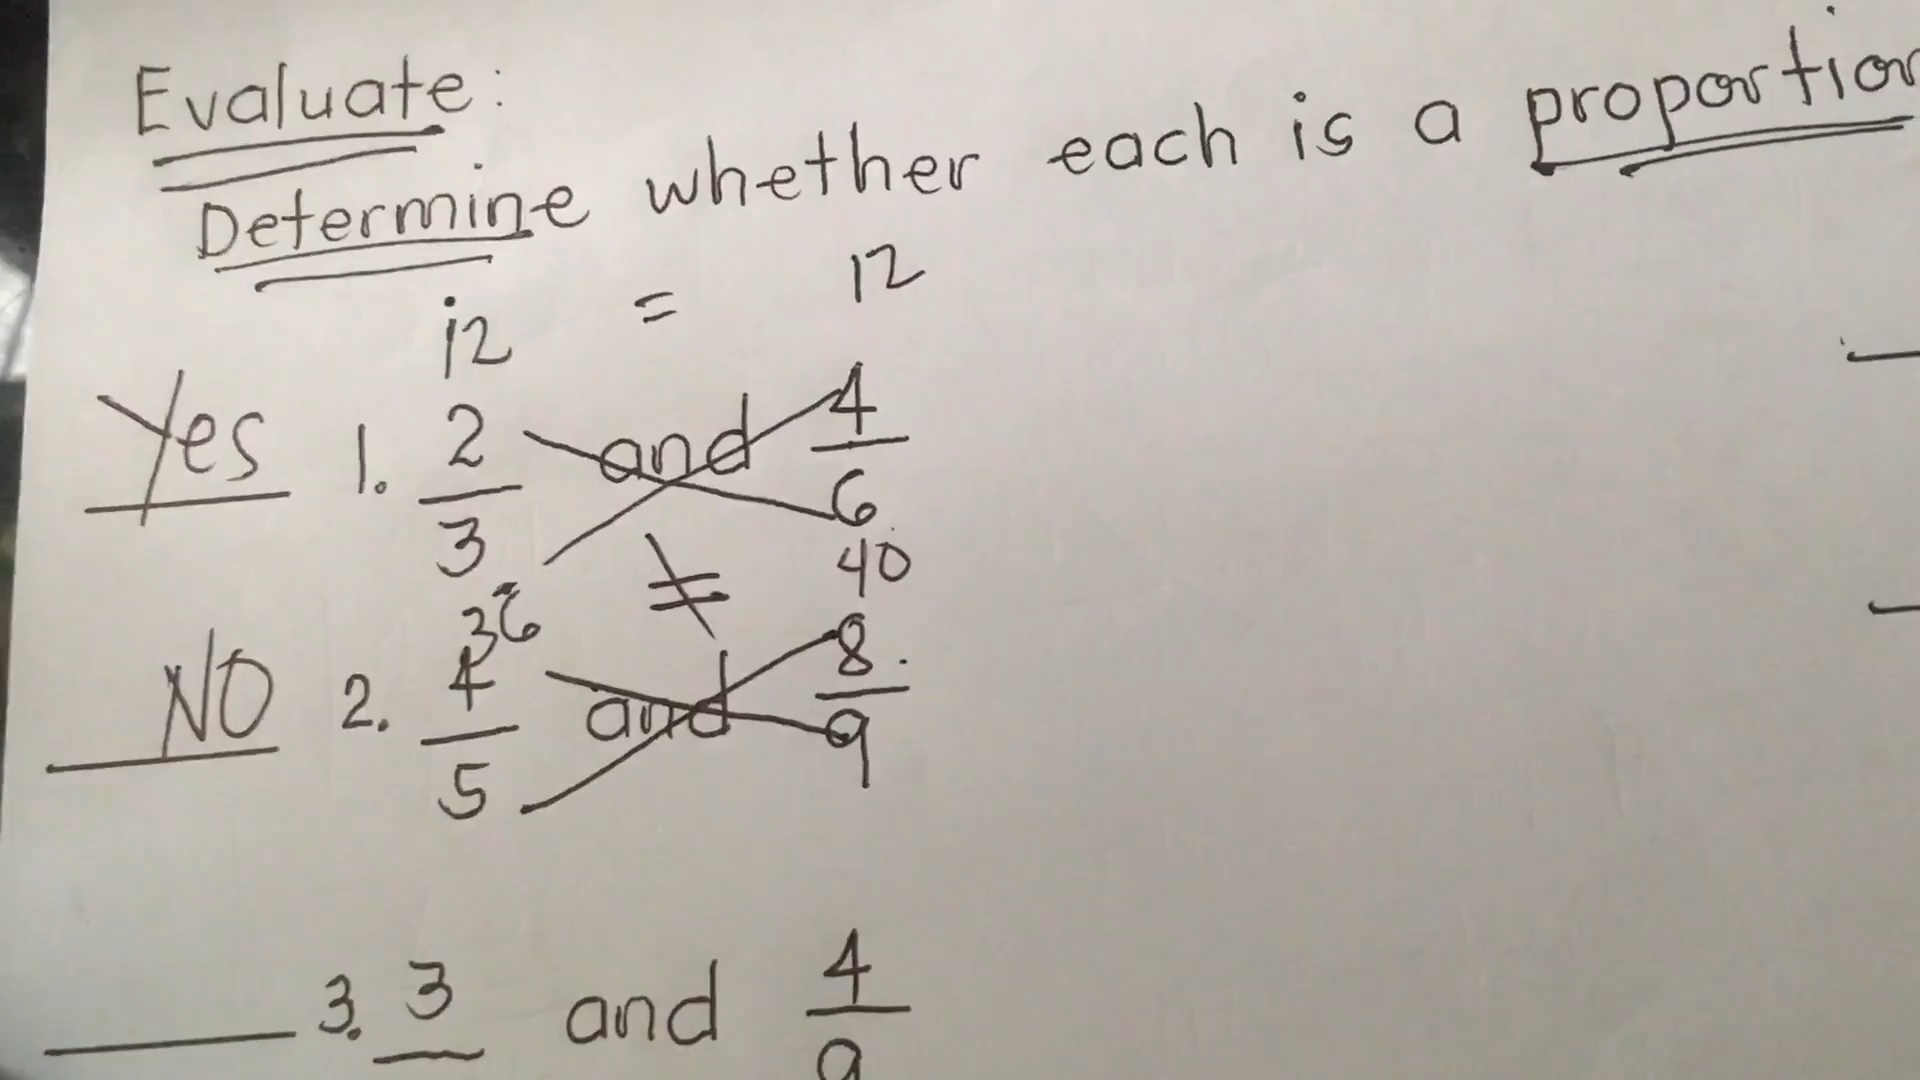 Evaluate:
Determine whether each is a proportion
12 = 12
Yes 1. 2/3 and 4/6
36 ≠ 40
NO 2. 4/5 and 8/9
3. 3 and 4/9